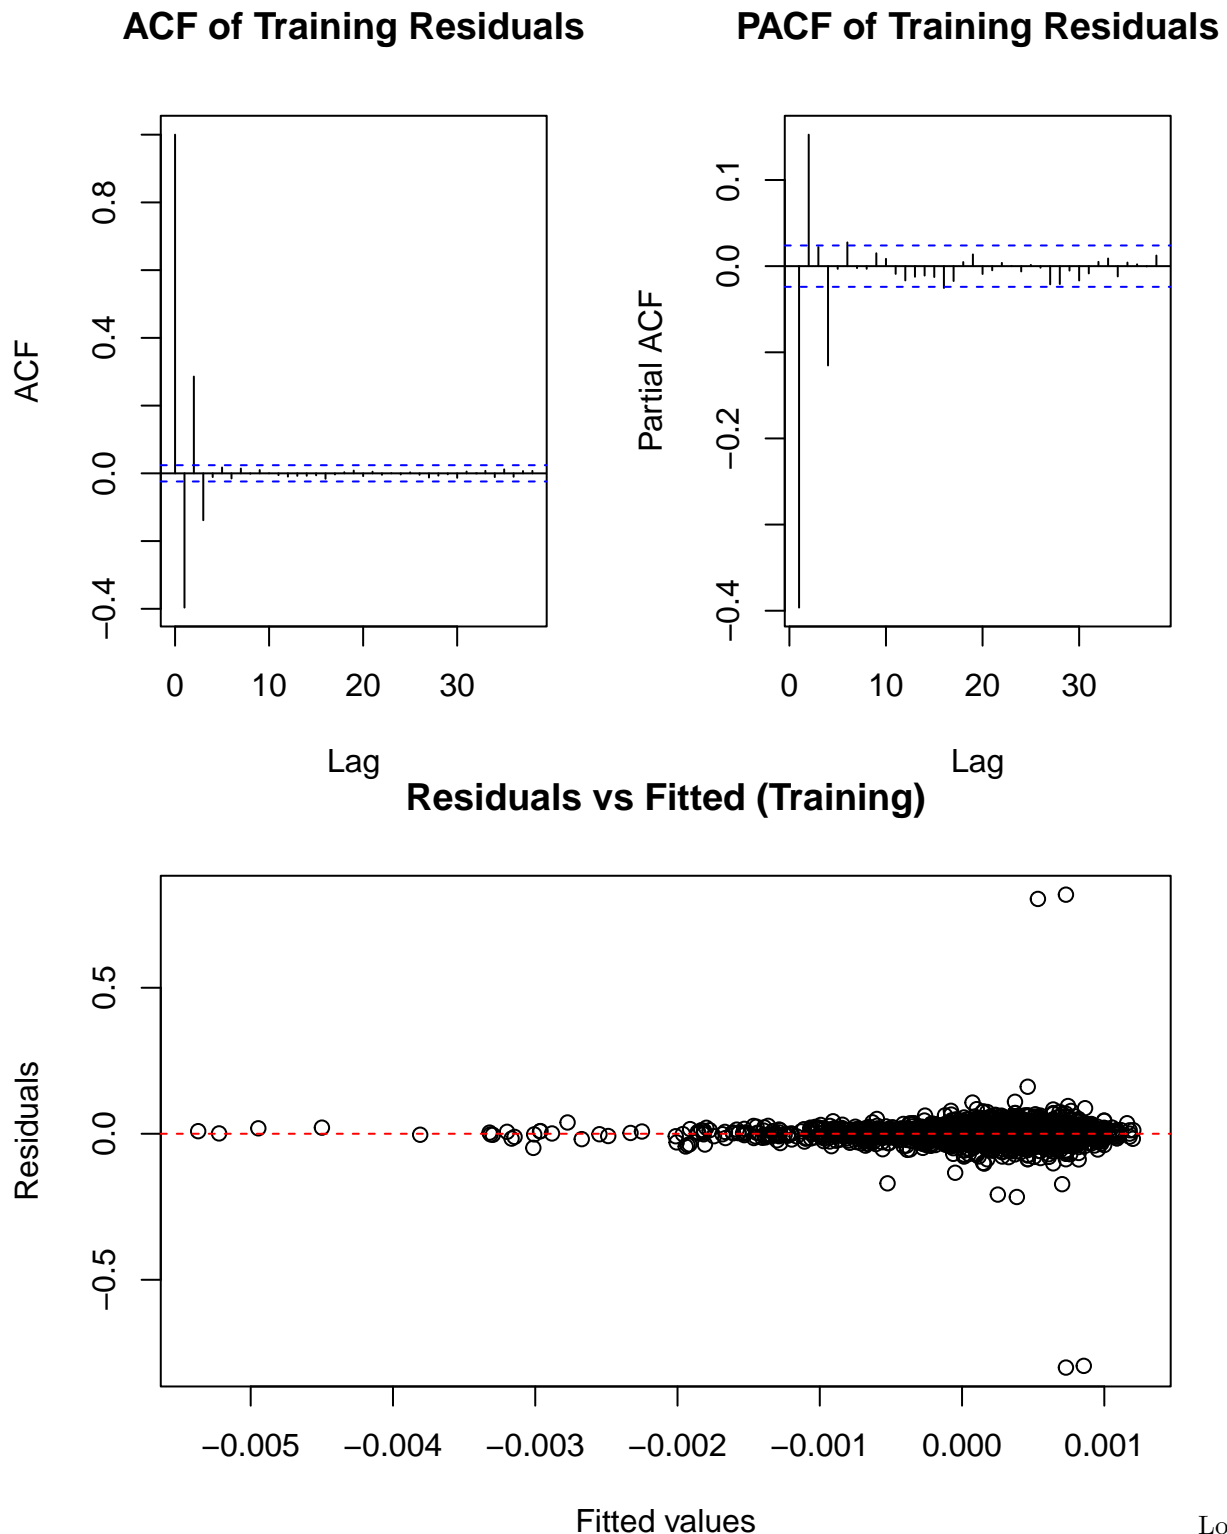 ACF of Training Residuals
PACF of Training Residuals
ACF
0.8
0.4
0.0
−0.4
0 10 20 30
Lag
Partial ACF
0.1
0.0
−0.2
−0.4
0 10 20 30
Lag
Residuals vs Fitted (Training)
Residuals
0.5
0.0
−0.5
−0.005 −0.004 −0.003 −0.002 −0.001 0.000 0.001
Fitted values
Lo